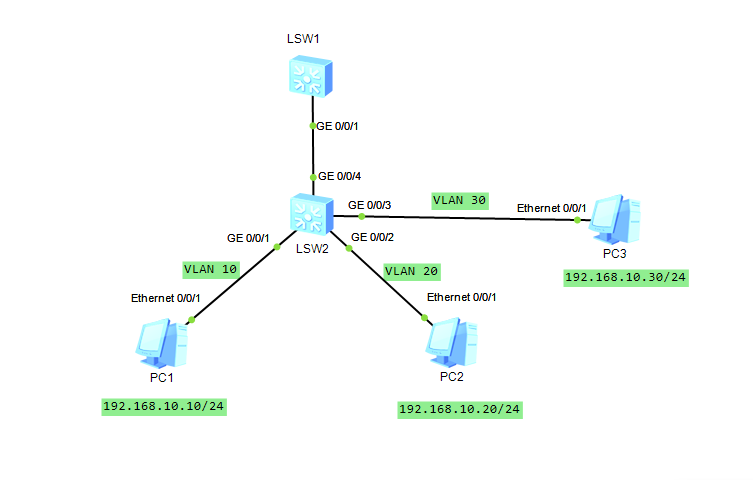 LSW1
GE 0/0/1
GE 0/0/4
VLAN 30
GE 0/0/3
Ethernet 0/0/1
GE 0/0/1
GE 0/0/2
LSW2
PC3
VLAN 10
VLAN 20
192.168.10.30/24
Ethernet 0/0/1
Ethernet 0/0/1
PC1
PC2
192.168.10.10/24
192.168.10.20/24